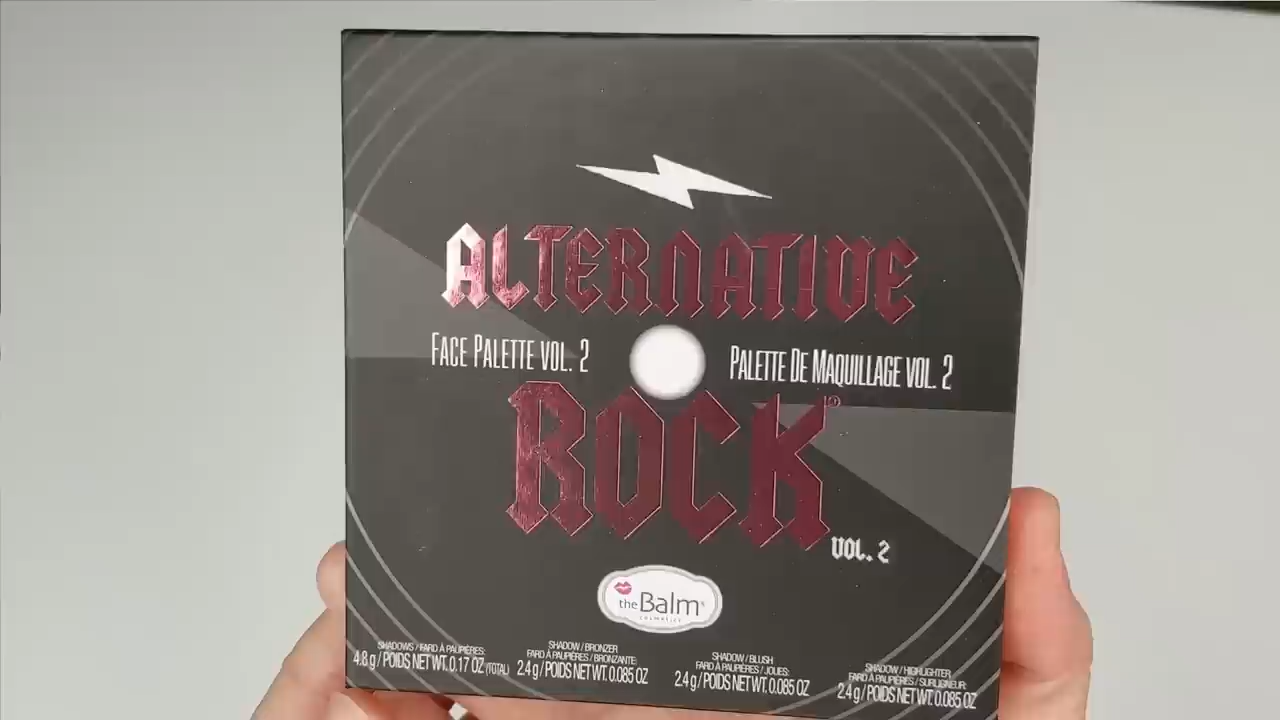 ALTERNATIVE
FACE PALETTE VOL. 2
PALETTE DE MAQUILLAGE VOL. 2
ROCK®
VOL. 2
theBalm®
COSMETICS
SHADOWS / FARD À PAUPIÈRES:
4.8 g / POIDS NET WT. 0.17 OZ (TOTAL)
SHADOW / BRONZER
FARD À PAUPIÈRES / BRONZANTE:
2.4 g / POIDS NET WT. 0.085 OZ
SHADOW / BLUSH
FARD À PAUPIÈRES / JOUES:
2.4 g / POIDS NET WT. 0.085 OZ
SHADOW / HIGHLIGHTER
FARD À PAUPIÈRES / SURLIGNEUR:
2.4 g / POIDS NET WT. 0.085 OZ